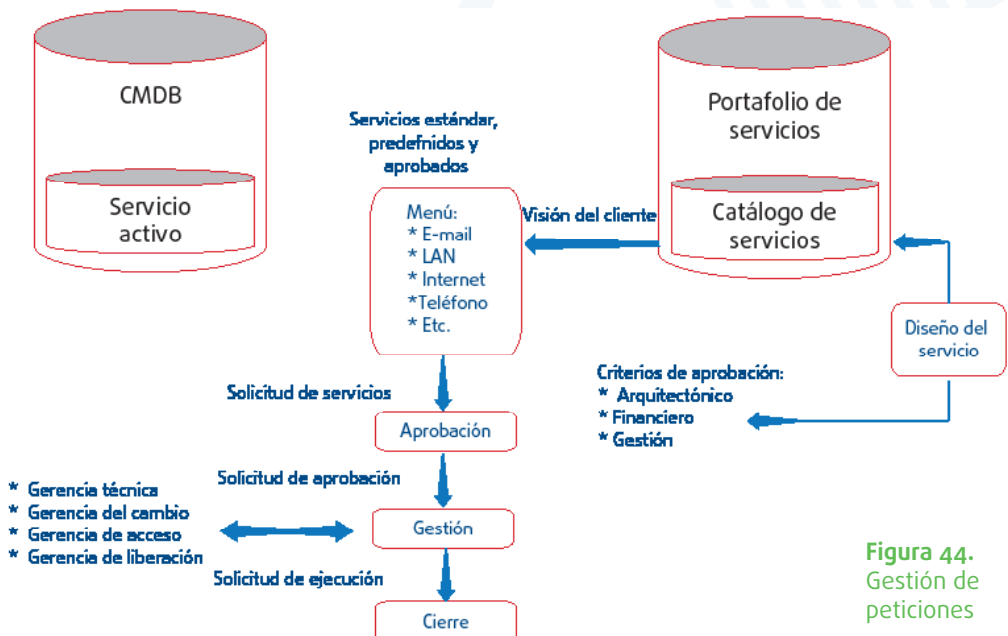 CMDB
Servicio
activo
Servicios estándar,
predefnidos y
aprobados
Menú:
* E-mail
* LAN
* Internet
*Teléfono
* Etc.
Visión del cliente
Portafolio de
servicios
Catálogo de
servicios
Diseño del
servicio
Criterios de aprobación:
* Arquitectónico
* Financiero
* Gestión
Solicitud de servicios
Aprobación
Solicitud de aprobación
* Gerencia técnica
* Gerencia del cambio
* Gerencia de acceso
* Gerencia de liberación
Gestión
Solicitud de ejecución
Cierre
Figura 44.
Gestión de
peticiones